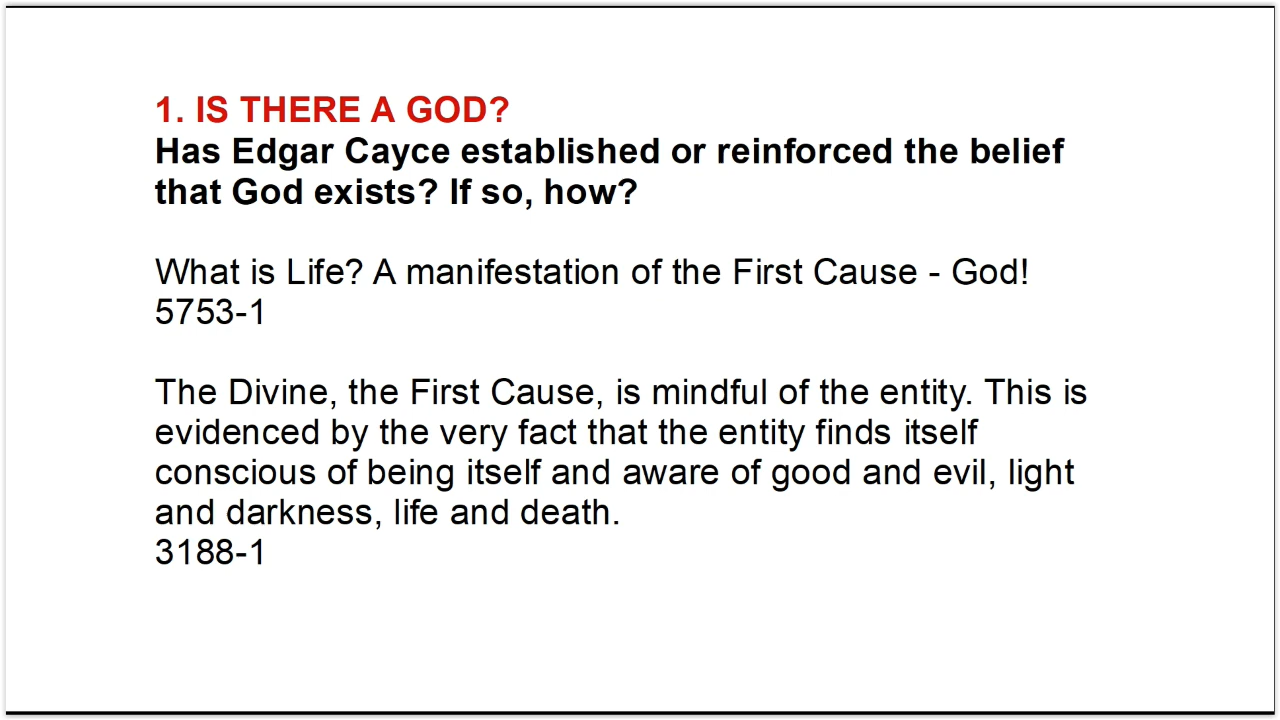 1. IS THERE A GOD?
Has Edgar Cayce established or reinforced the belief
that God exists? If so, how?
What is Life? A manifestation of the First Cause - God!
5753-1
The Divine, the First Cause, is mindful of the entity. This is
evidenced by the very fact that the entity finds itself
conscious of being itself and aware of good and evil, light
and darkness, life and death.
3188-1